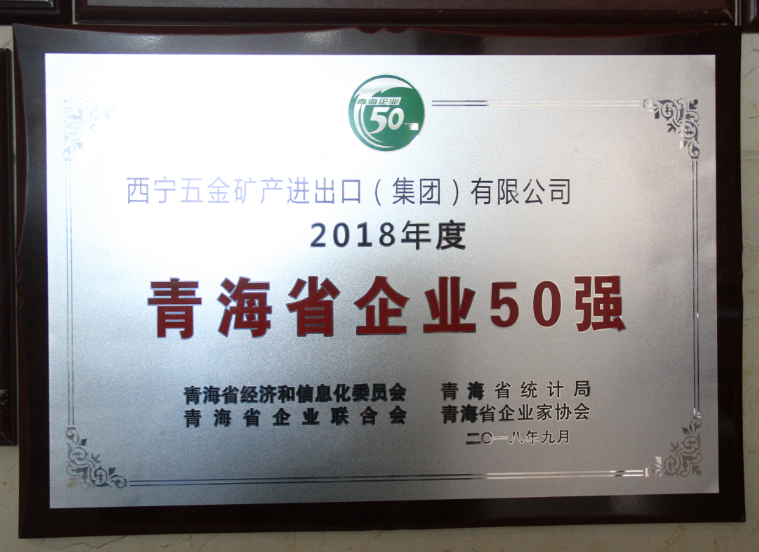 青海企业
50强
西宁五金矿产进出口（集团）有限公司
2018年度
青海省企业50强
青海省经济和信息化委员会 青海省统计局
青海省企业联合会 青海省企业家协会
二〇一八年九月